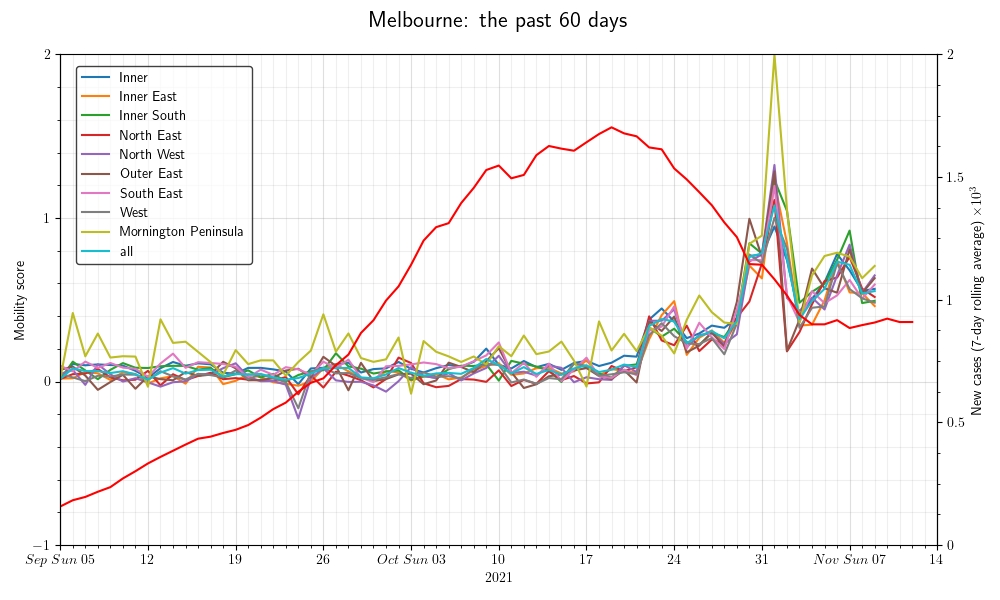 Melbourne: the past 60 days
Inner
Inner East
Inner South
North East
North West
Outer East
South East
West
Mornington Peninsula
all
Mobility score
2
1
0
−1
New cases (7-day rolling average) ×10³
2
1.5
1
0.5
0
Sep Sun 05
12
19
26
Oct Sun 03
10
17
24
31
Nov Sun 07
14
2021